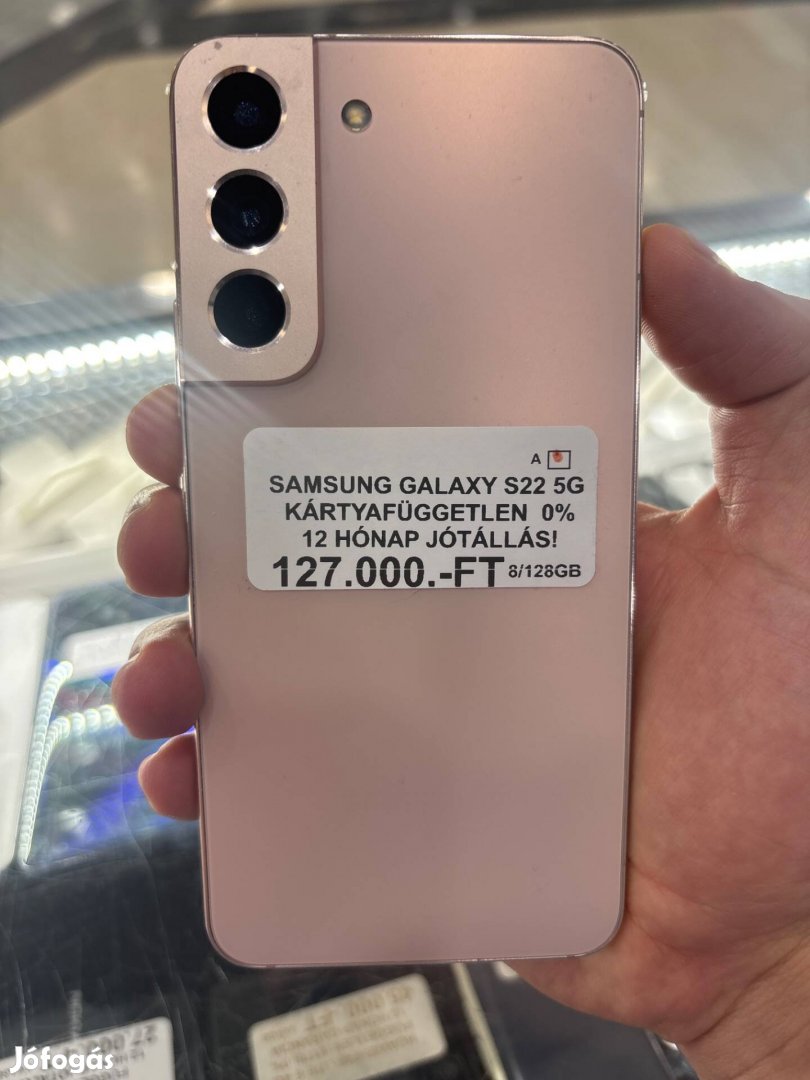 A
SAMSUNG GALAXY S22 5G
KÁRTYAFÜGGETLEN 0%
12 HÓNAP JÓTÁLLÁS!
127.000.-FT 8/128GB
Jófogás